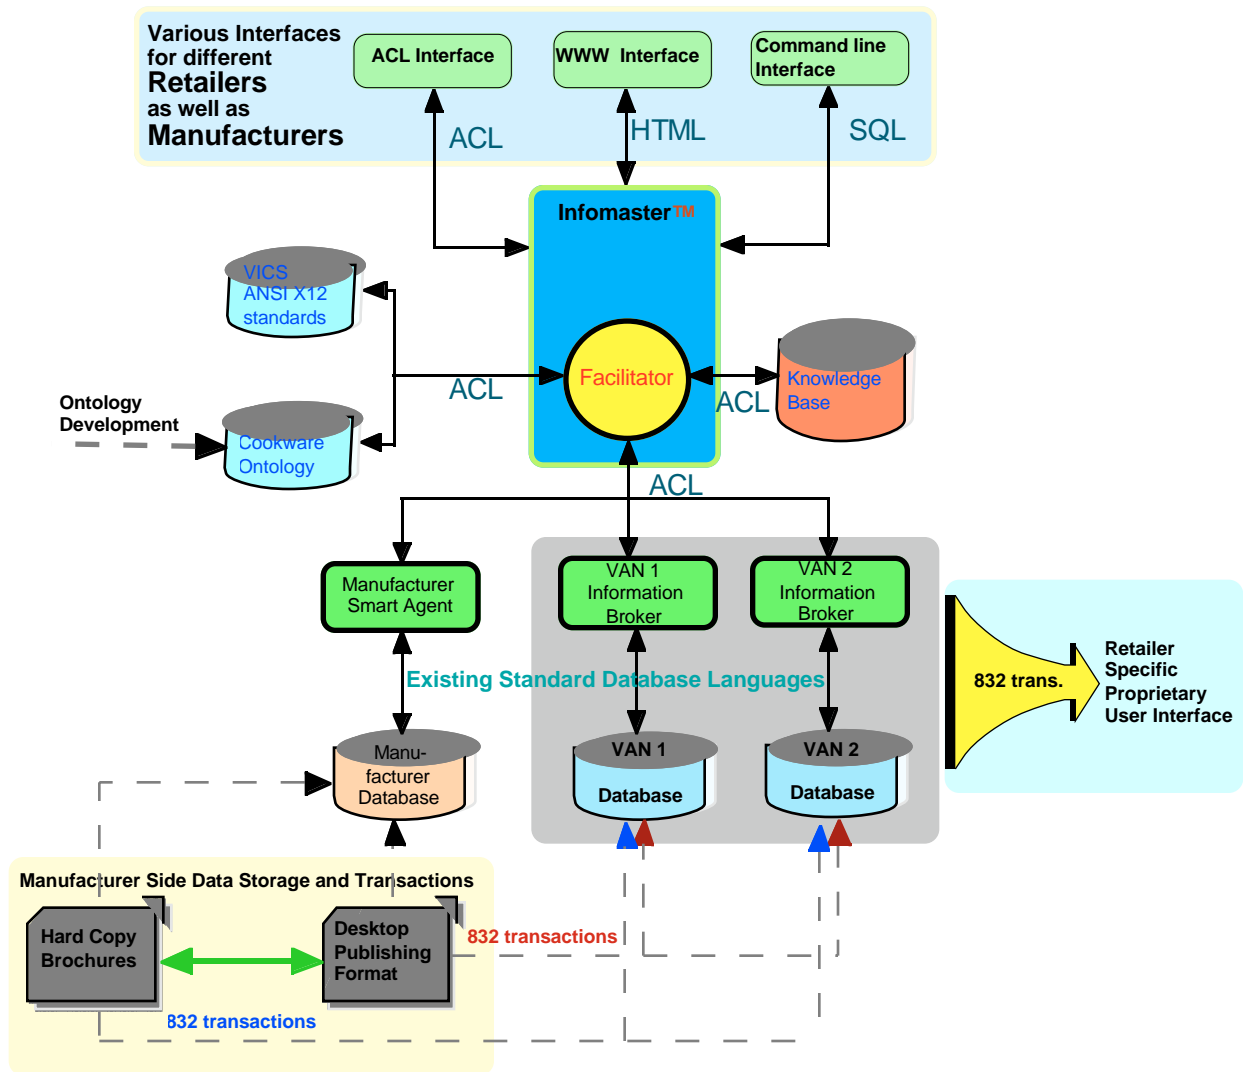 Various Interfaces
for different
Retailers
as well as
Manufacturers
ACL Interface
WWW Interface
Command line
Interface
ACL
HTML
SQL
Infomaster™
VICS
ANSI X12
standards
Facilitator
ACL
ACL
Knowledge
Base
Ontology
Development
Cookware
Ontology
ACL
Manufacturer
Smart Agent
VAN 1
Information
Broker
VAN 2
Information
Broker
Existing Standard Database Languages
832 trans.
Retailer
Specific
Proprietary
User Interface
Manu-
facturer
Database
VAN 1
Database
VAN 2
Database
Manufacturer Side Data Storage and Transactions
Hard Copy
Brochures
Desktop
Publishing
Format
832 transactions
832 transactions